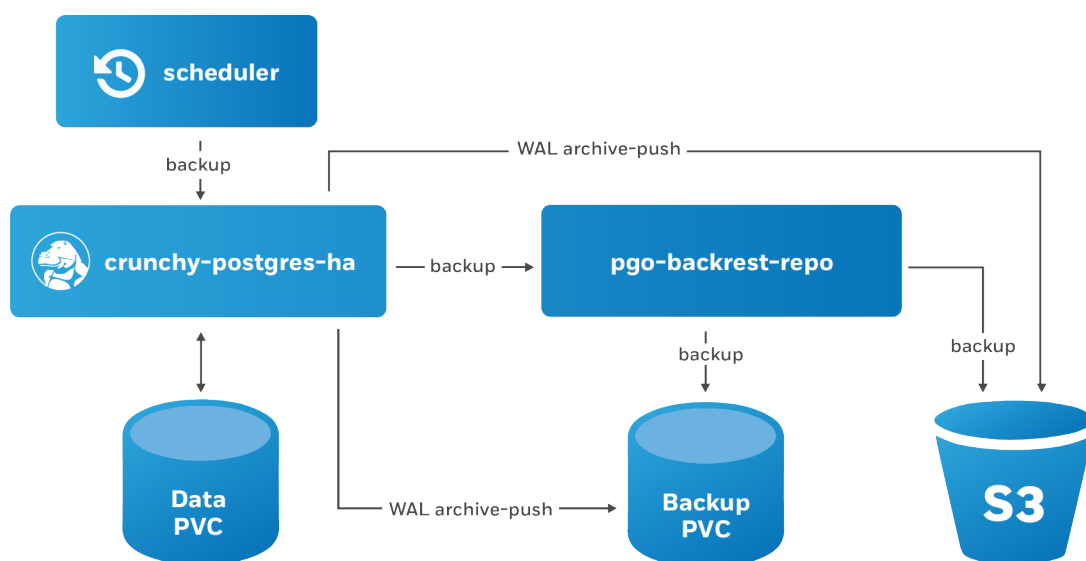 scheduler
WAL archive-push
backup
crunchy-postgres-ha
backup
pgo-backrest-repo
backup
backup
Data
PVC
WAL archive-push
Backup
PVC
S3